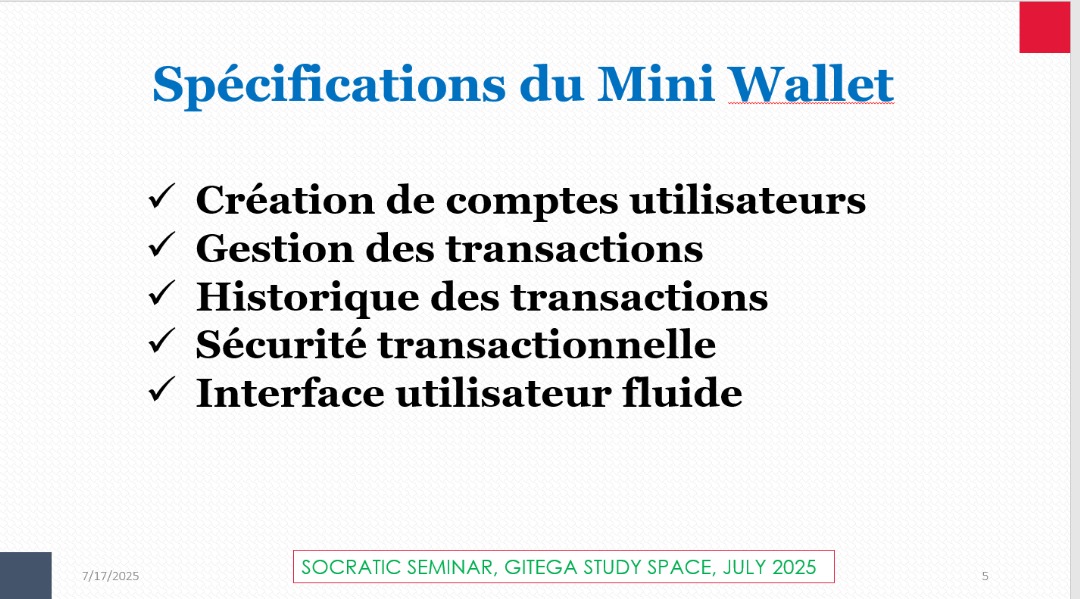 Spécifications du Mini Wallet
✓ Création de comptes utilisateurs
✓ Gestion des transactions
✓ Historique des transactions
✓ Sécurité transactionnelle
✓ Interface utilisateur fluide
7/17/2025
SOCRATIC SEMINAR, GITEGA STUDY SPACE, JULY 2025
5